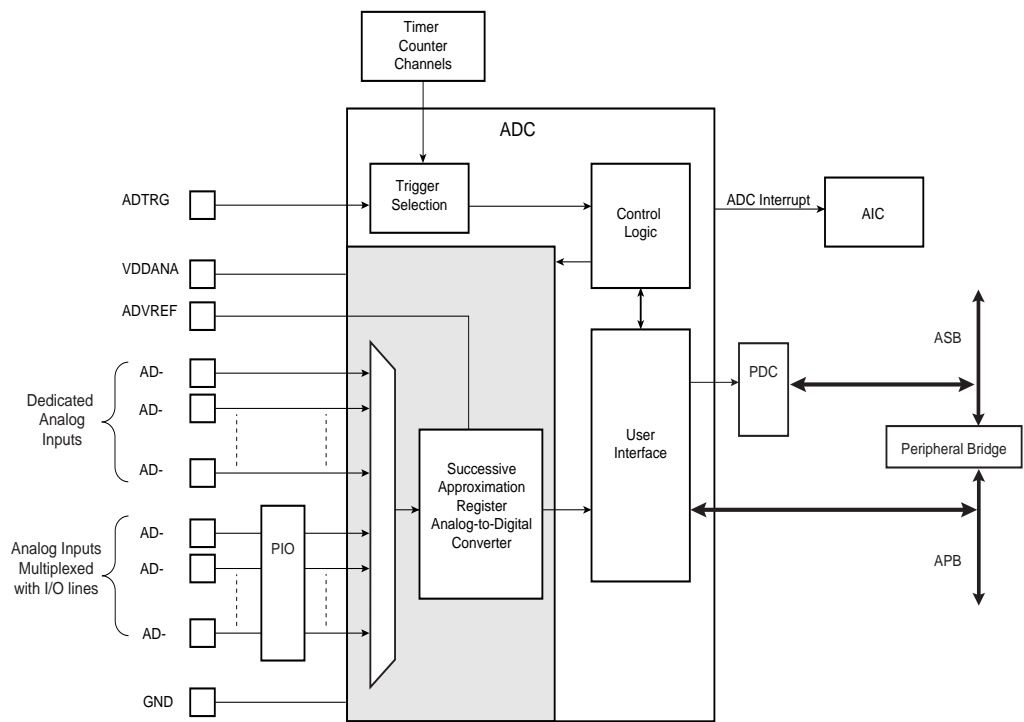 Timer
Counter
Channels
ADC
ADTRG
Trigger
Selection
Control
Logic
ADC Interrupt
AIC
VDDANA
ADVREF
ASB
PDC
AD-
Dedicated
Analog
Inputs
AD-
AD-
User
Interface
Peripheral Bridge
Successive
Approximation
Register
Analog-to-Digital
Converter
AD-
Analog Inputs
Multiplexed
with I/O lines
PIO
AD-
AD-
APB
GND